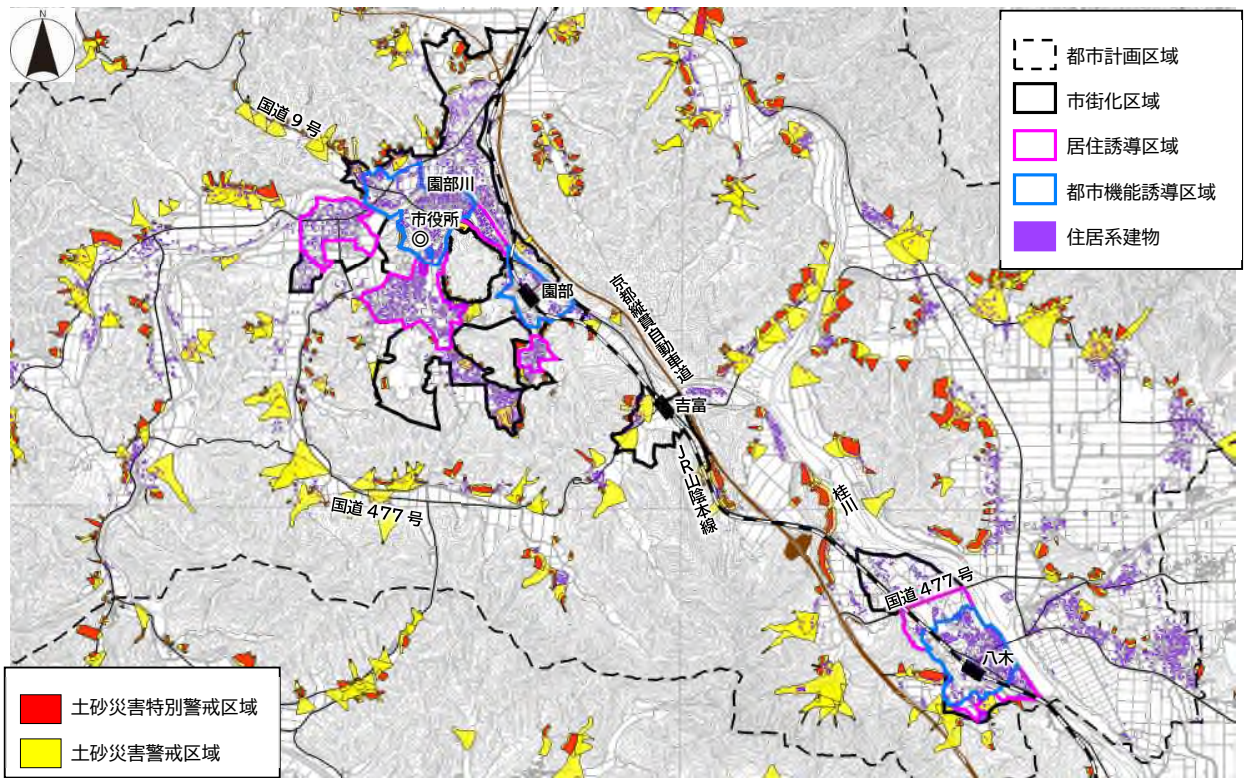 N
都市計画区域
市街化区域
居住誘導区域
都市機能誘導区域
住居系建物
国道9号
園部川
市役所
園部
京都縦貫自動車道
吉富
JR山陰本線
国道477号
桂川
国道477号
八木
土砂災害特別警戒区域
土砂災害警戒区域